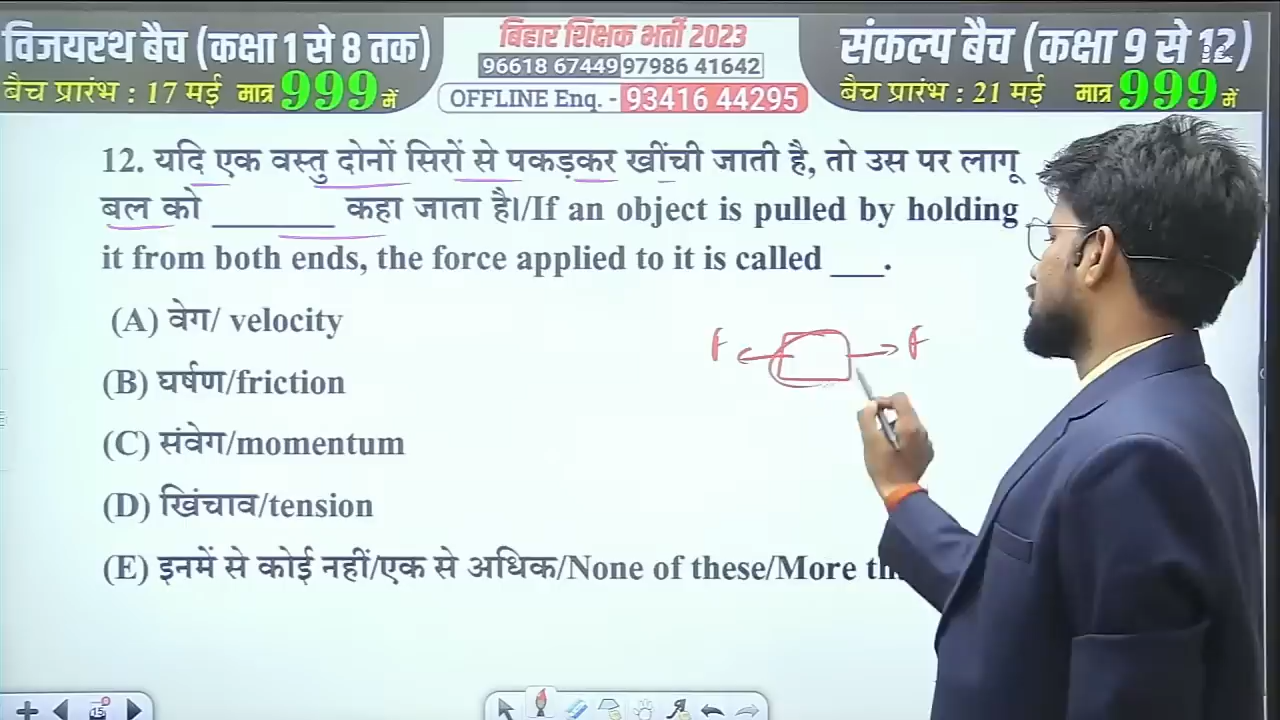 विजयरथ बैच (कक्षा 1 से 8 तक)
बैच प्रारंभ : 17 मई मात्र 999 में
बिहार शिक्षक भर्ती 2023
96618 67449 97986 41642
OFFLINE Enq. - 93416 44295
संकल्प बैच (कक्षा 9 से 12)
बैच प्रारंभ : 21 मई मात्र 999 में
12. यदि एक वस्तु दोनों सिरों से पकड़कर खींची जाती है, तो उस पर लागू
बल को ________ कहा जाता है।/If an object is pulled by holding
it from both ends, the force applied to it is called ___.
(A) वेग/ velocity
(B) घर्षण/friction
(C) संवेग/momentum
(D) खिंचाव/tension
(E) इनमें से कोई नहीं/एक से अधिक/None of these/More
F F
15